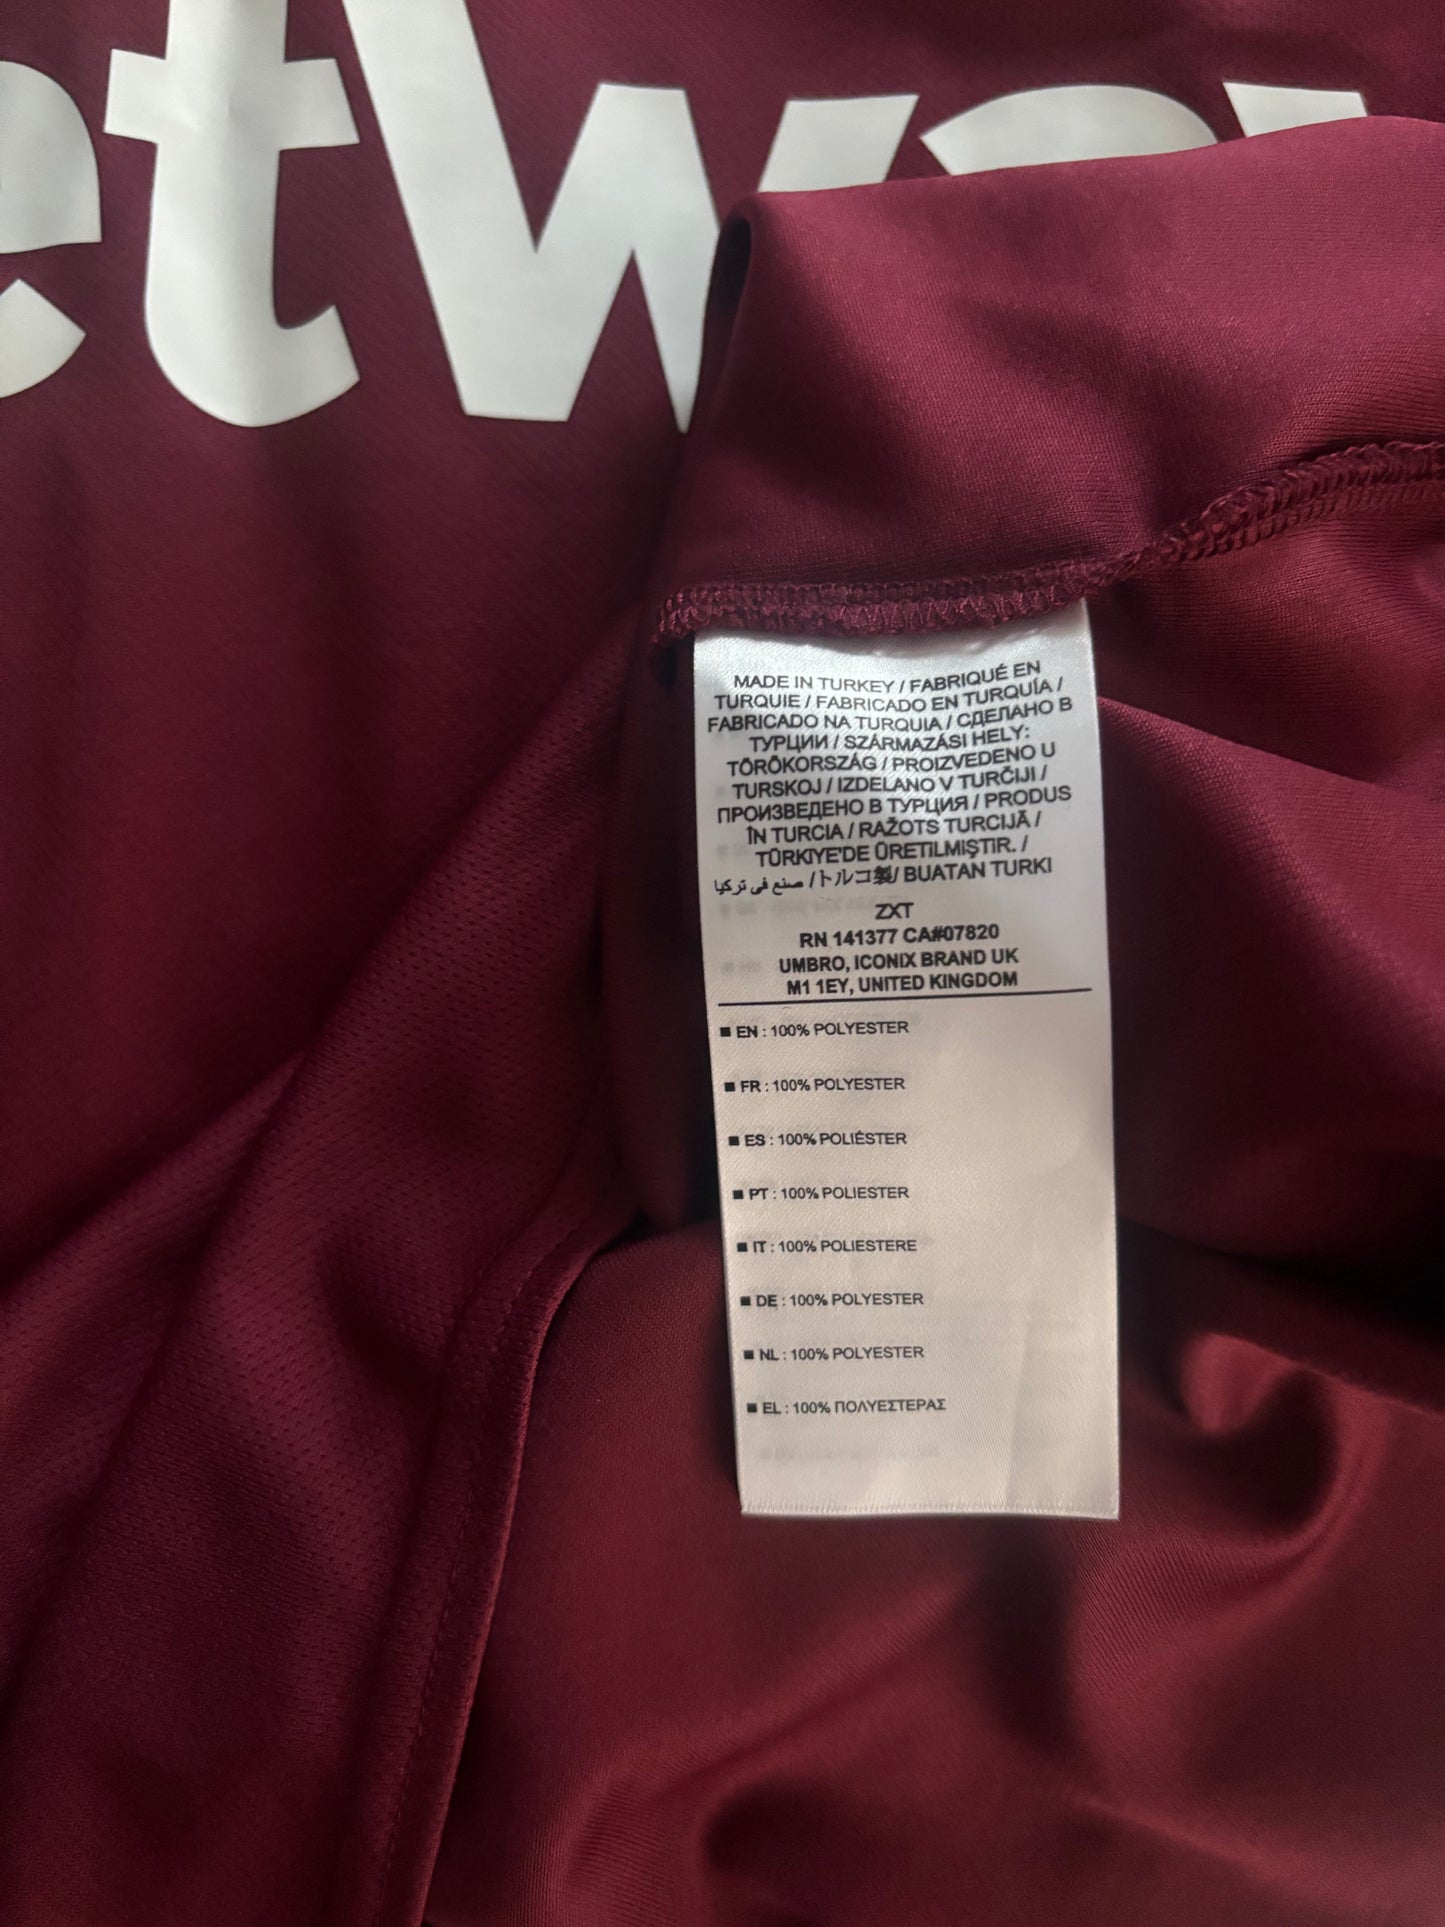 etw
MADE IN TURKEY / FABRIQUÉ EN
TURQUIE / FABRICADO EN TURQUÍA /
FABRICADO NA TURQUIA / СДЕЛАНО В
ТУРЦИИ / SZÁRMAZÁSI HELY:
TÖRÖKORSZÁG / PROIZVEDENO U
TURSKOJ / IZDELANO V TURČIJI /
ПРОИЗВЕДЕНО В ТУРЦИЯ / PRODUS
ÎN TURCIA / RAŽOTS TURCIJĀ /
TÜRKIYE'DE ÜRETILMIŞTIR. /
صنع في تركيا /トルコ製/ BUATAN TURKI
ZXT
RN 141377 CA#07820
UMBRO, ICONIX BRAND UK
M1 1EY, UNITED KINGDOM
■ EN : 100% POLYESTER
■ FR : 100% POLYESTER
■ ES : 100% POLIÉSTER
■ PT : 100% POLIESTER
■ IT : 100% POLIESTERE
■ DE : 100% POLYESTER
■ NL : 100% POLYESTER
■ EL : 100% ΠΟΛΥΕΣΤΕΡΑΣ